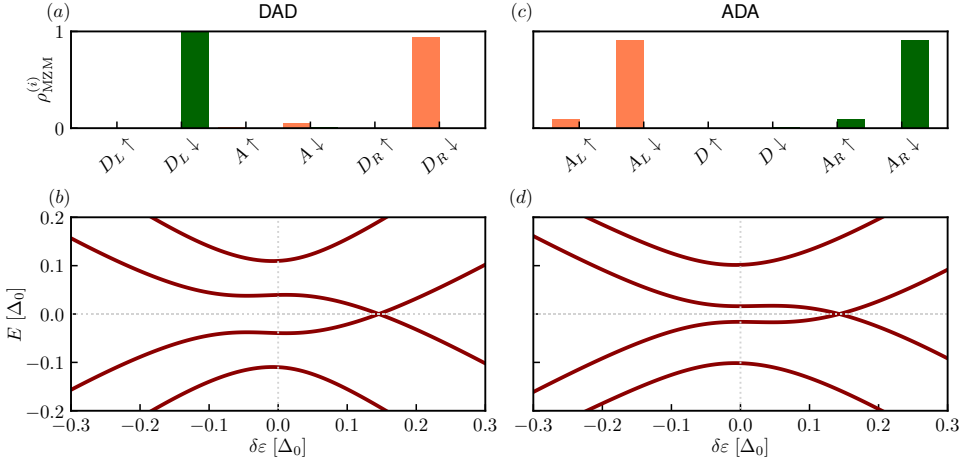 (a) DAD
1
0
ρ_MZM^(i)
D_L ↑ D_L ↓ A ↑ A ↓ D_R ↑ D_R ↓
(c) ADA
A_L ↑ A_L ↓ D ↑ D ↓ A_R ↑ A_R ↓
(b)
0.2
0.1
0.0
−0.1
−0.2
E [Δ_0]
−0.3 −0.2 −0.1 0.0 0.1 0.2 0.3
δε [Δ_0]
(d)
−0.3 −0.2 −0.1 0.0 0.1 0.2 0.3
δε [Δ_0]